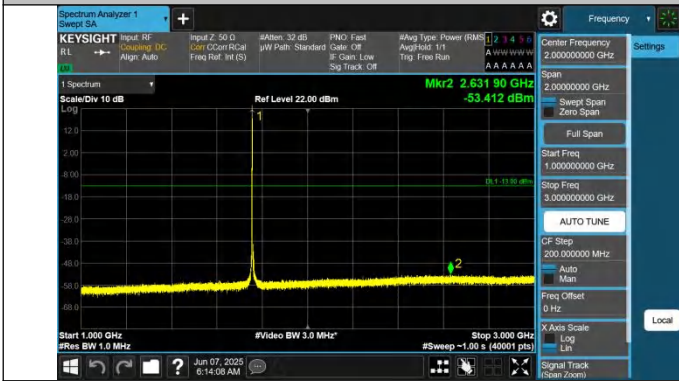 Spectrum Analyzer 1
Swept SA
+
Frequency
KEYSIGHT Input: RF Input Z: 50 Ω #Atten: 32 dB PNO: Fast #Avg Type: Power (RMS 1 2 3 4 5 6
RL Coupling: DC Corr CCorr RCal µW Path: Standard Gate: Off Avg|Hold: 1/1 A W W W W W
Align: Auto Freq Ref: Int (S) IF Gain: Low Trig: Free Run
Sig Track: Off A A A A A A
1 Spectrum
Mkr2 2.631 90 GHz
Scale/Div 10 dB Ref Level 22.00 dBm -53.412 dBm
Log
1
12.0
2.00
-8.00
DL1 -13.00 dBm
-18.0
-28.0
-38.0
2
-48.0
-58.0
-68.0
Start 1.000 GHz #Video BW 3.0 MHz* Stop 3.000 GHz
#Res BW 1.0 MHz #Sweep ~1.00 s (40001 pts)
Jun 07, 2025
6:14:08 AM
?
Center Frequency
2.000000000 GHz
Settings
Span
2.00000000 GHz
Swept Span
Zero Span
Full Span
Start Freq
1.000000000 GHz
Stop Freq
3.000000000 GHz
AUTO TUNE
CF Step
200.000000 MHz
Auto
Man
Freq Offset
0 Hz
X Axis Scale
Log
Lin
Local
Signal Track
(Span Zoom)